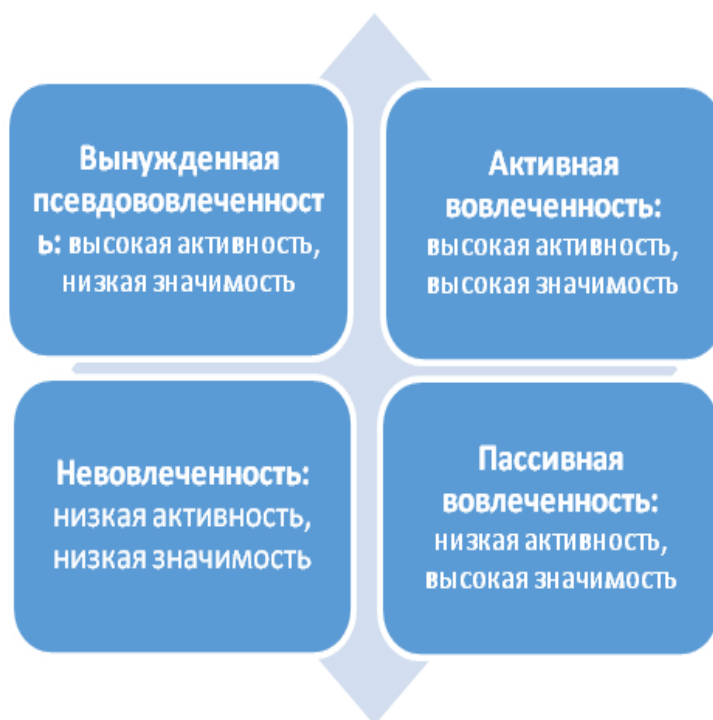 Вынужденная
псевдововлеченност
ь: высокая активность,
низкая значимость
Активная
вовлеченность:
высокая активность,
высокая значимость
Невовлеченность:
низкая активность,
низкая значимость
Пассивная
вовлеченность:
низкая активность,
высокая значимость